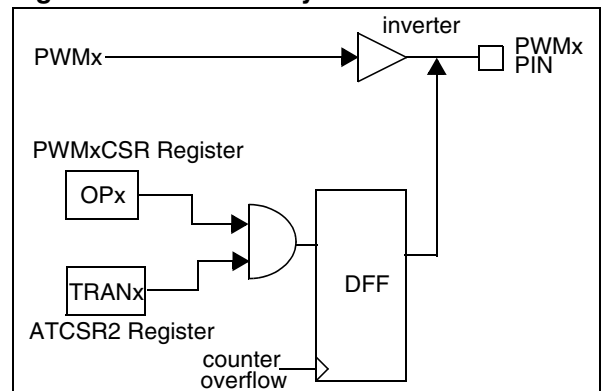 inverter
PWMx
PWMx
PIN
PWMxCSR Register
OPx
TRANx
DFF
ATCSR2 Register
counter
overflow